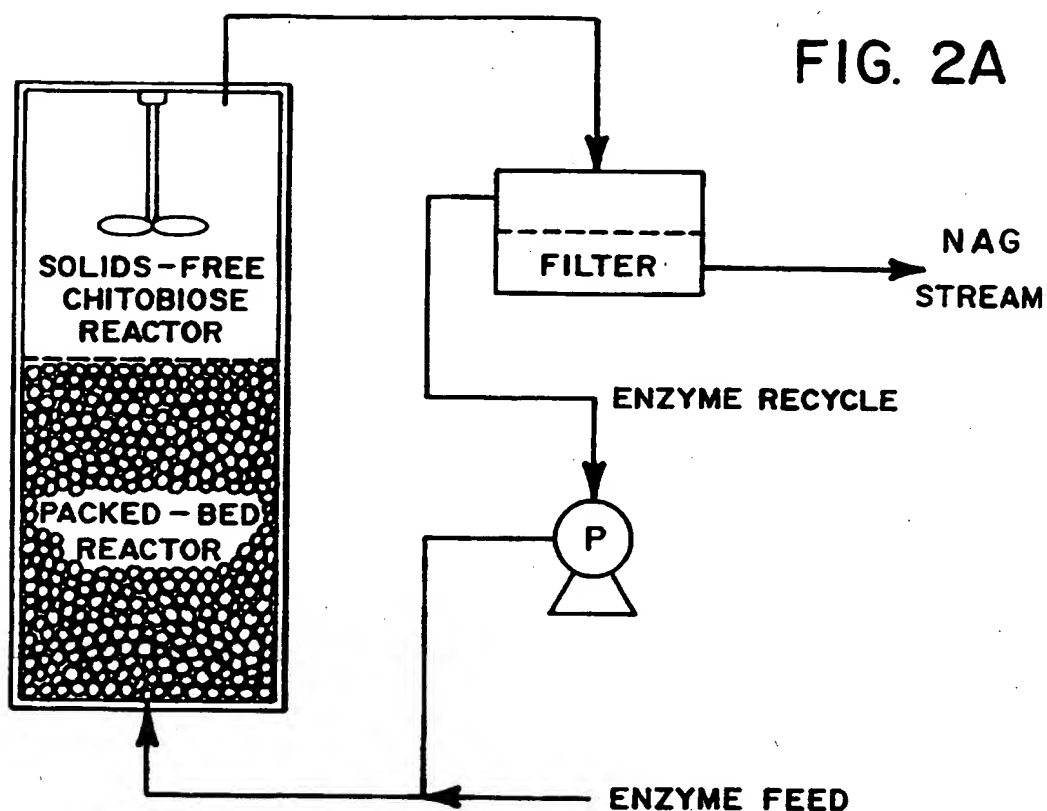 FIG. 2A
SOLIDS-FREE
CHITOBIOSE
REACTOR
PACKED-BED
REACTOR
FILTER
NAG
STREAM
ENZYME RECYCLE
P
ENZYME FEED